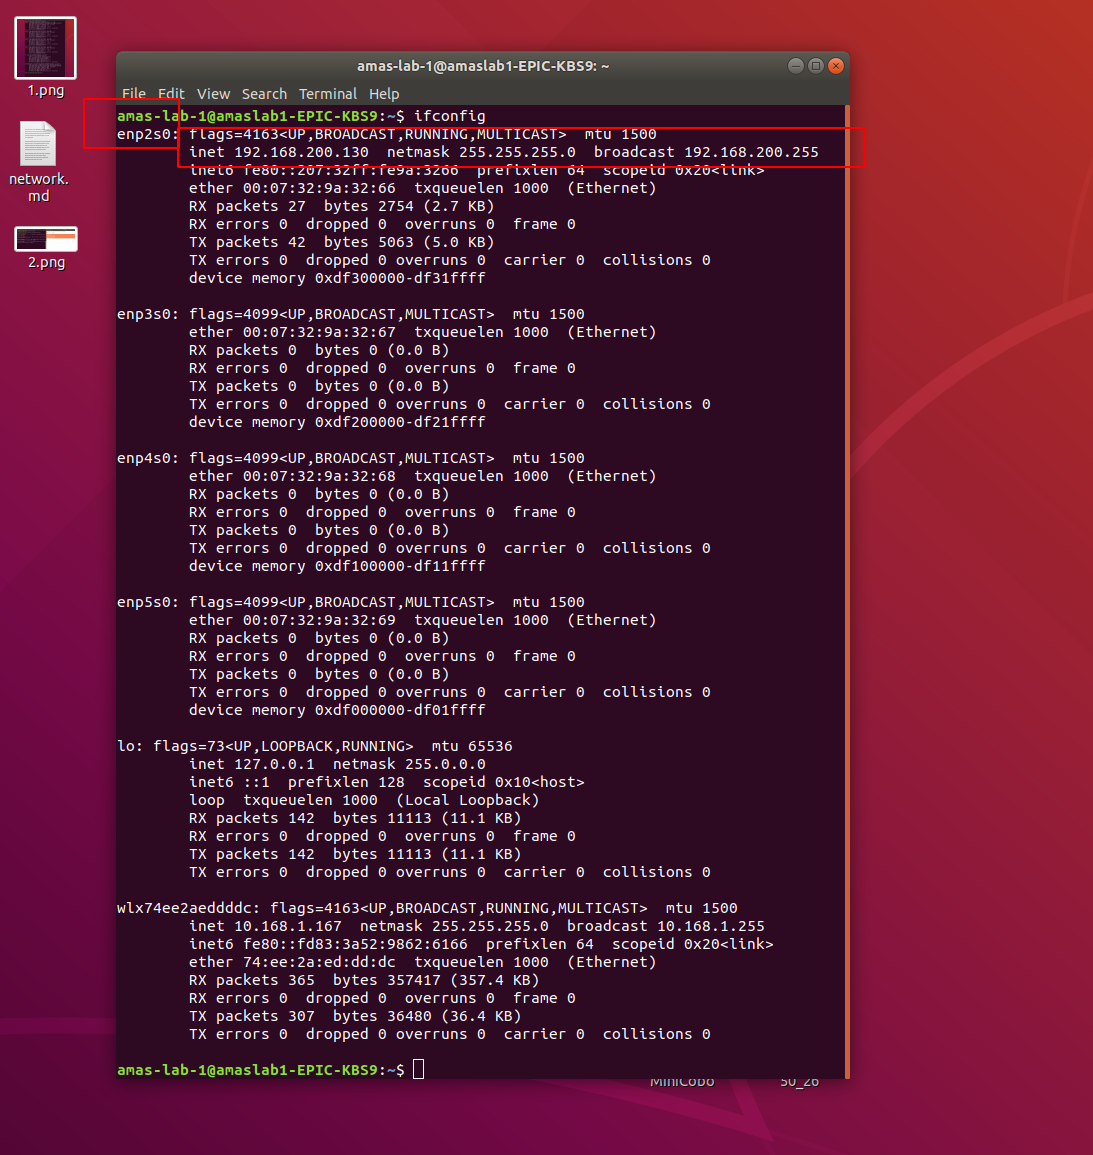 1.png
network.
md
2.png
amas-lab-1@amaslab1-EPIC-KBS9: ~
File Edit View Search Terminal Help
amas-lab-1@amaslab1-EPIC-KBS9:~$ ifconfig
enp2s0: flags=4163<UP,BROADCAST,RUNNING,MULTICAST>  mtu 1500
        inet 192.168.200.130  netmask 255.255.255.0  broadcast 192.168.200.255
        inet6 fe80::207:32ff:fe9a:3266  prefixlen 64  scopeid 0x20<link>
        ether 00:07:32:9a:32:66  txqueuelen 1000  (Ethernet)
        RX packets 27  bytes 2754 (2.7 KB)
        RX errors 0  dropped 0  overruns 0  frame 0
        TX packets 42  bytes 5063 (5.0 KB)
        TX errors 0  dropped 0 overruns 0  carrier 0  collisions 0
        device memory 0xdf300000-df31ffff
enp3s0: flags=4099<UP,BROADCAST,MULTICAST>  mtu 1500
        ether 00:07:32:9a:32:67  txqueuelen 1000  (Ethernet)
        RX packets 0  bytes 0 (0.0 B)
        RX errors 0  dropped 0  overruns 0  frame 0
        TX packets 0  bytes 0 (0.0 B)
        TX errors 0  dropped 0 overruns 0  carrier 0  collisions 0
        device memory 0xdf200000-df21ffff
enp4s0: flags=4099<UP,BROADCAST,MULTICAST>  mtu 1500
        ether 00:07:32:9a:32:68  txqueuelen 1000  (Ethernet)
        RX packets 0  bytes 0 (0.0 B)
        RX errors 0  dropped 0  overruns 0  frame 0
        TX packets 0  bytes 0 (0.0 B)
        TX errors 0  dropped 0 overruns 0  carrier 0  collisions 0
        device memory 0xdf100000-df11ffff
enp5s0: flags=4099<UP,BROADCAST,MULTICAST>  mtu 1500
        ether 00:07:32:9a:32:69  txqueuelen 1000  (Ethernet)
        RX packets 0  bytes 0 (0.0 B)
        RX errors 0  dropped 0  overruns 0  frame 0
        TX packets 0  bytes 0 (0.0 B)
        TX errors 0  dropped 0 overruns 0  carrier 0  collisions 0
        device memory 0xdf000000-df01ffff
lo: flags=73<UP,LOOPBACK,RUNNING>  mtu 65536
        inet 127.0.0.1  netmask 255.0.0.0
        inet6 ::1  prefixlen 128  scopeid 0x10<host>
        loop  txqueuelen 1000  (Local Loopback)
        RX packets 142  bytes 11113 (11.1 KB)
        RX errors 0  dropped 0  overruns 0  frame 0
        TX packets 142  bytes 11113 (11.1 KB)
        TX errors 0  dropped 0 overruns 0  carrier 0  collisions 0
wlx74ee2aeddddc: flags=4163<UP,BROADCAST,RUNNING,MULTICAST>  mtu 1500
        inet 10.168.1.167  netmask 255.255.255.0  broadcast 10.168.1.255
        inet6 fe80::fd83:3a52:9862:6166  prefixlen 64  scopeid 0x20<link>
        ether 74:ee:2a:ed:dd:dc  txqueuelen 1000  (Ethernet)
        RX packets 365  bytes 357417 (357.4 KB)
        RX errors 0  dropped 0  overruns 0  frame 0
        TX packets 307  bytes 36480 (36.4 KB)
        TX errors 0  dropped 0 overruns 0  carrier 0  collisions 0
amas-lab-1@amaslab1-EPIC-KBS9:~$
MiniCobo 50_26